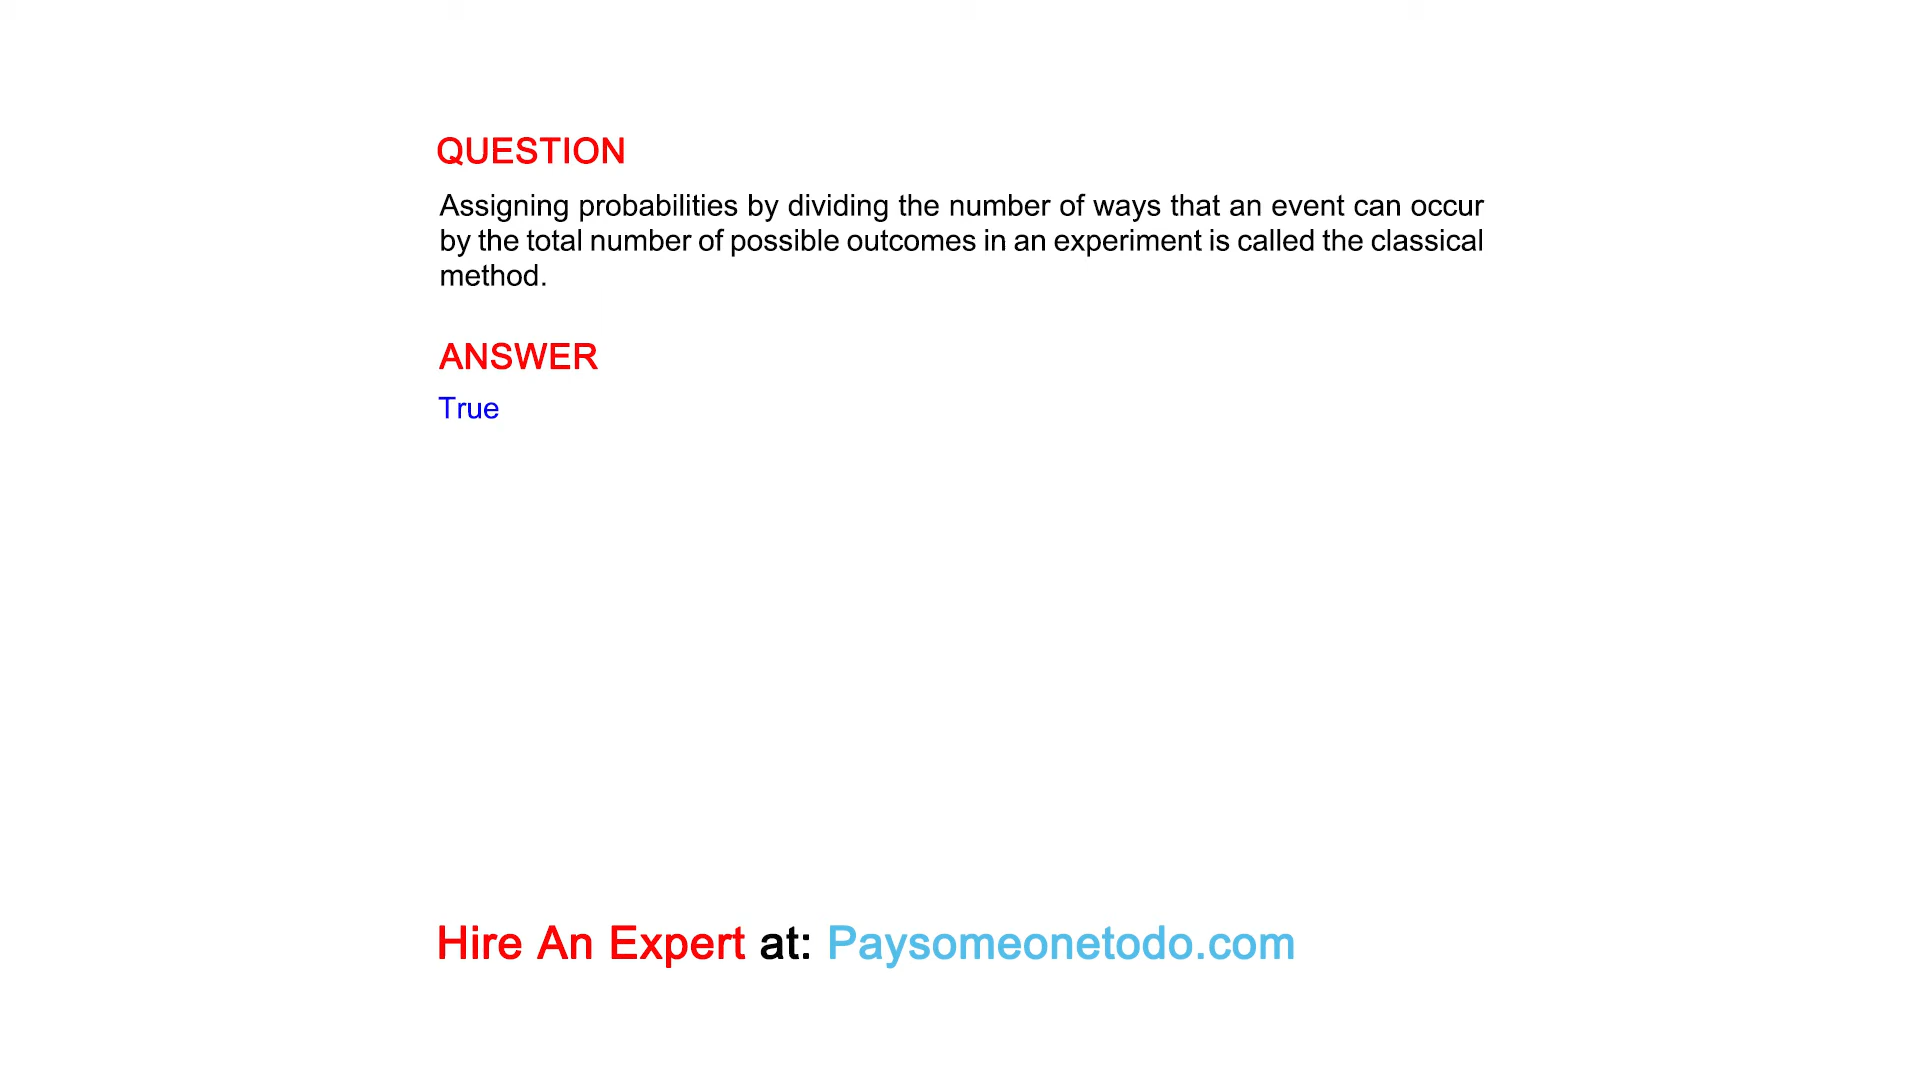 QUESTION
Assigning probabilities by dividing the number of ways that an event can occur
by the total number of possible outcomes in an experiment is called the classical
method.
ANSWER
True
Hire An Expert at: Paysomeonetodo.com